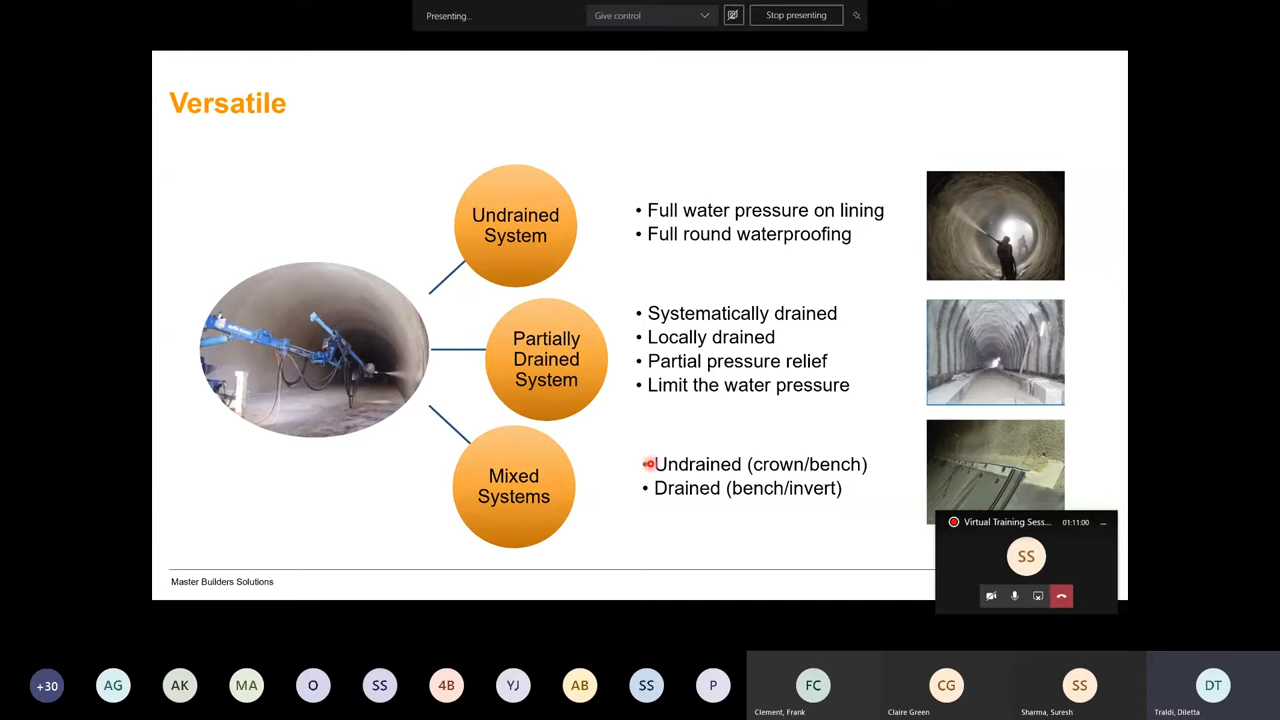 Presenting...
Give control
Stop presenting
Versatile
Undrained
System
• Full water pressure on lining
• Full round waterproofing
Partially
Drained
System
• Systematically drained
• Locally drained
• Partial pressure relief
• Limit the water pressure
Mixed
Systems
• Undrained (crown/bench)
• Drained (bench/invert)
Master Builders Solutions
Virtual Training Sess...
01:11:00
SS
+30
AG
AK
MA
O
SS
4B
YJ
AB
SS
P
FC
Clement, Frank
CG
Claire Green
SS
Sharma, Suresh
DT
Traldi, Diletta